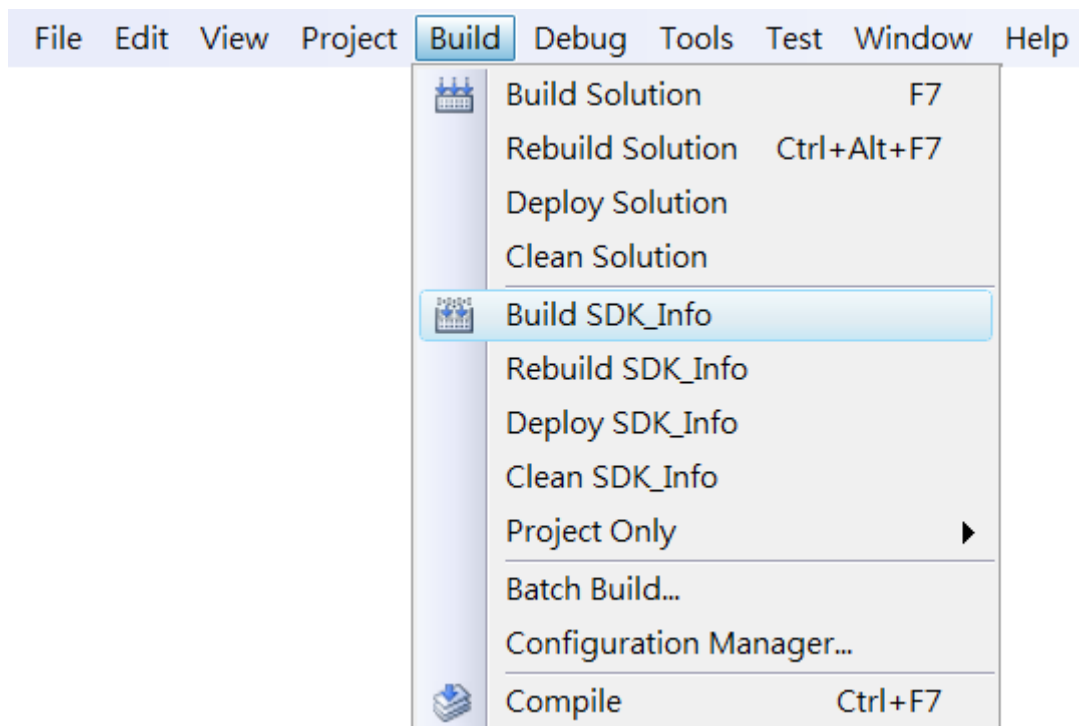 File Edit View Project Build Debug Tools Test Window Help
Build Solution F7
Rebuild Solution Ctrl+Alt+F7
Deploy Solution
Clean Solution
Build SDK_Info
Rebuild SDK_Info
Deploy SDK_Info
Clean SDK_Info
Project Only
Batch Build...
Configuration Manager...
Compile Ctrl+F7